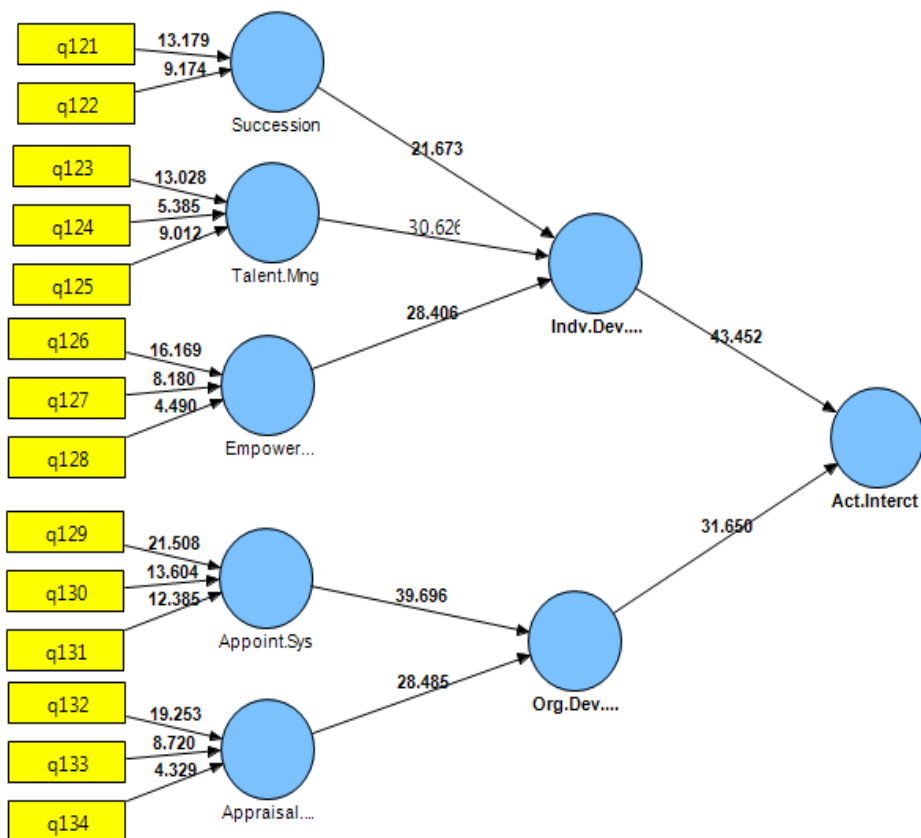 q121
13.179
9.174
q122
Succession
21.673
q123
13.028
q124
5.385
9.012
q125
Talent.Mng
30.626
Indv.Dev....
q126
16.169
q127
8.180
4.490
q128
Empower...
28.406
43.452
Act.Interct
q129
21.508
q130
13.604
12.385
q131
Appoint.Sys
39.696
31.650
Org.Dev....
q132
19.253
q133
8.720
4.329
q134
Appraisal....
28.485